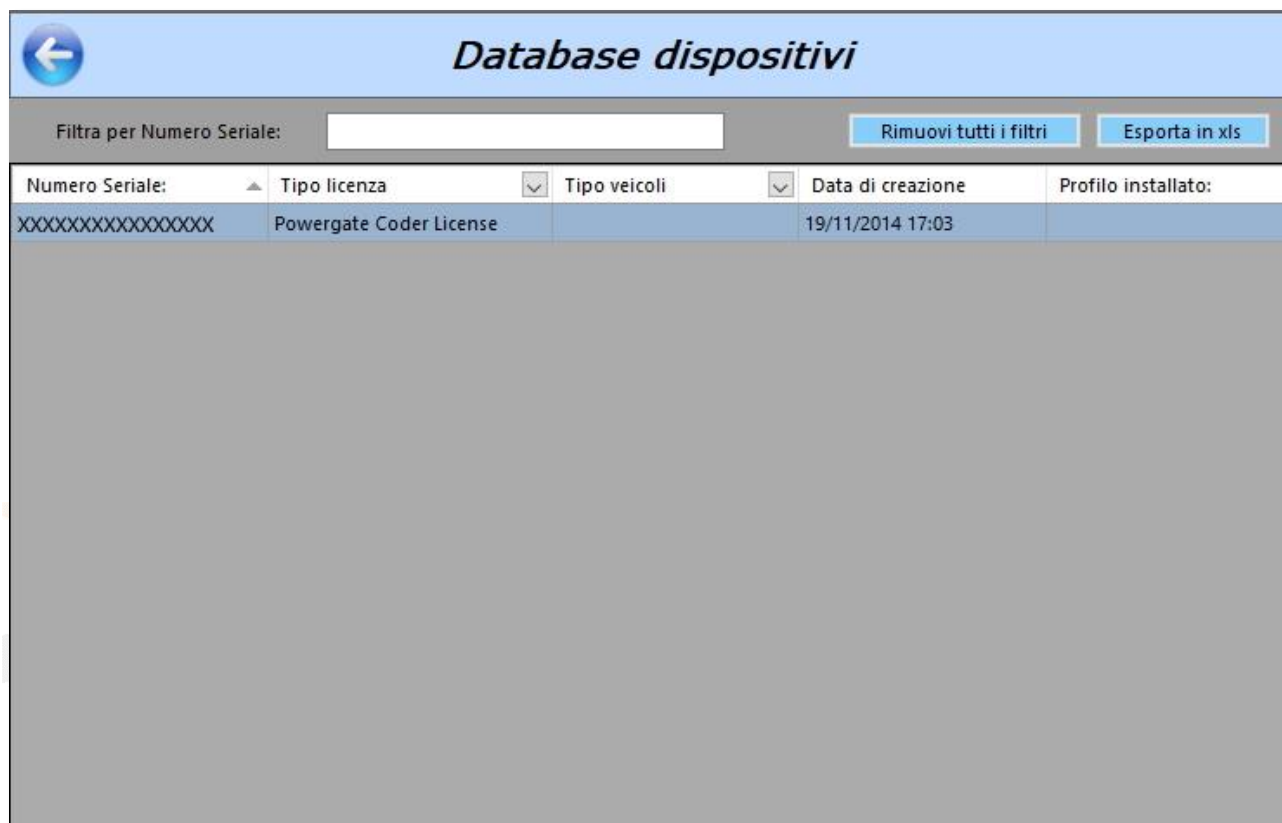 Database dispositivi
Filtra per Numero Seriale: Rimuovi tutti i filtri Esporta in xls
Numero Seriale: Tipo licenza Tipo veicoli Data di creazione Profilo installato:
XXXXXXXXXXXXXXXX Powergate Coder License 19/11/2014 17:03